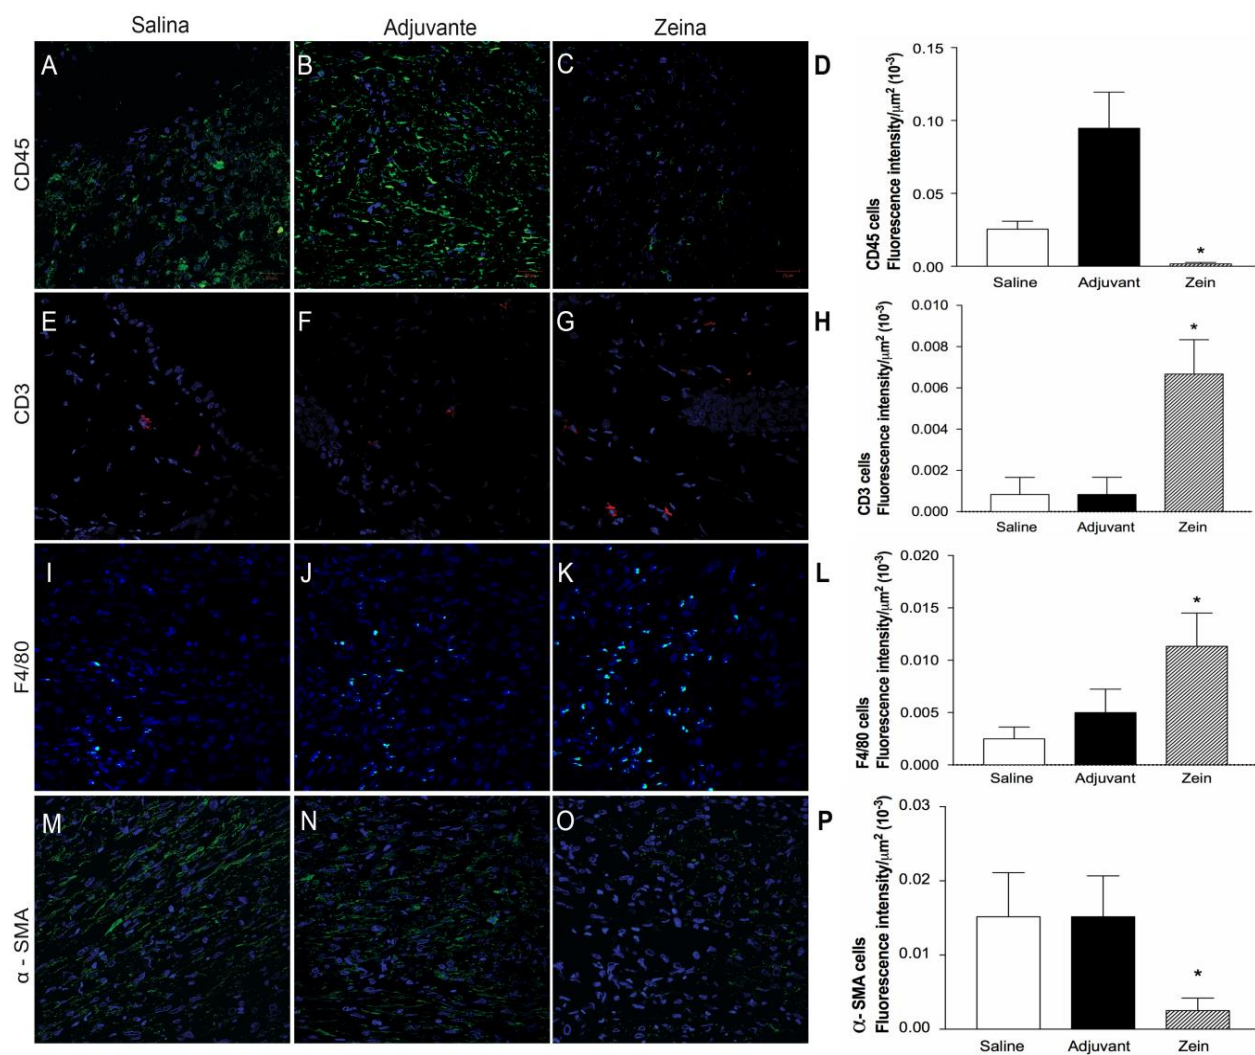 Salina Adjuvante Zeina
A B C D
CD45
CD45 cells
Fluorescence intensity/μm² (10⁻³)
0.15
0.10
0.05
0.00
*
Saline Adjuvant Zein
E F G H
CD3
CD3 cells
Fluorescence intensity/μm² (10⁻³)
0.010
0.008
0.006
0.004
0.002
0.000
*
Saline Adjuvant Zein
I J K L
F4/80
F4/80 cells
Fluorescence intensity/μm² (10⁻³)
0.020
0.015
0.010
0.005
0.000
*
Saline Adjuvant Zein
M N O P
α - SMA
α- SMA cells
Fluorescence intensity/μm² (10⁻³)
0.03
0.02
0.01
0.00
*
Saline Adjuvant Zein